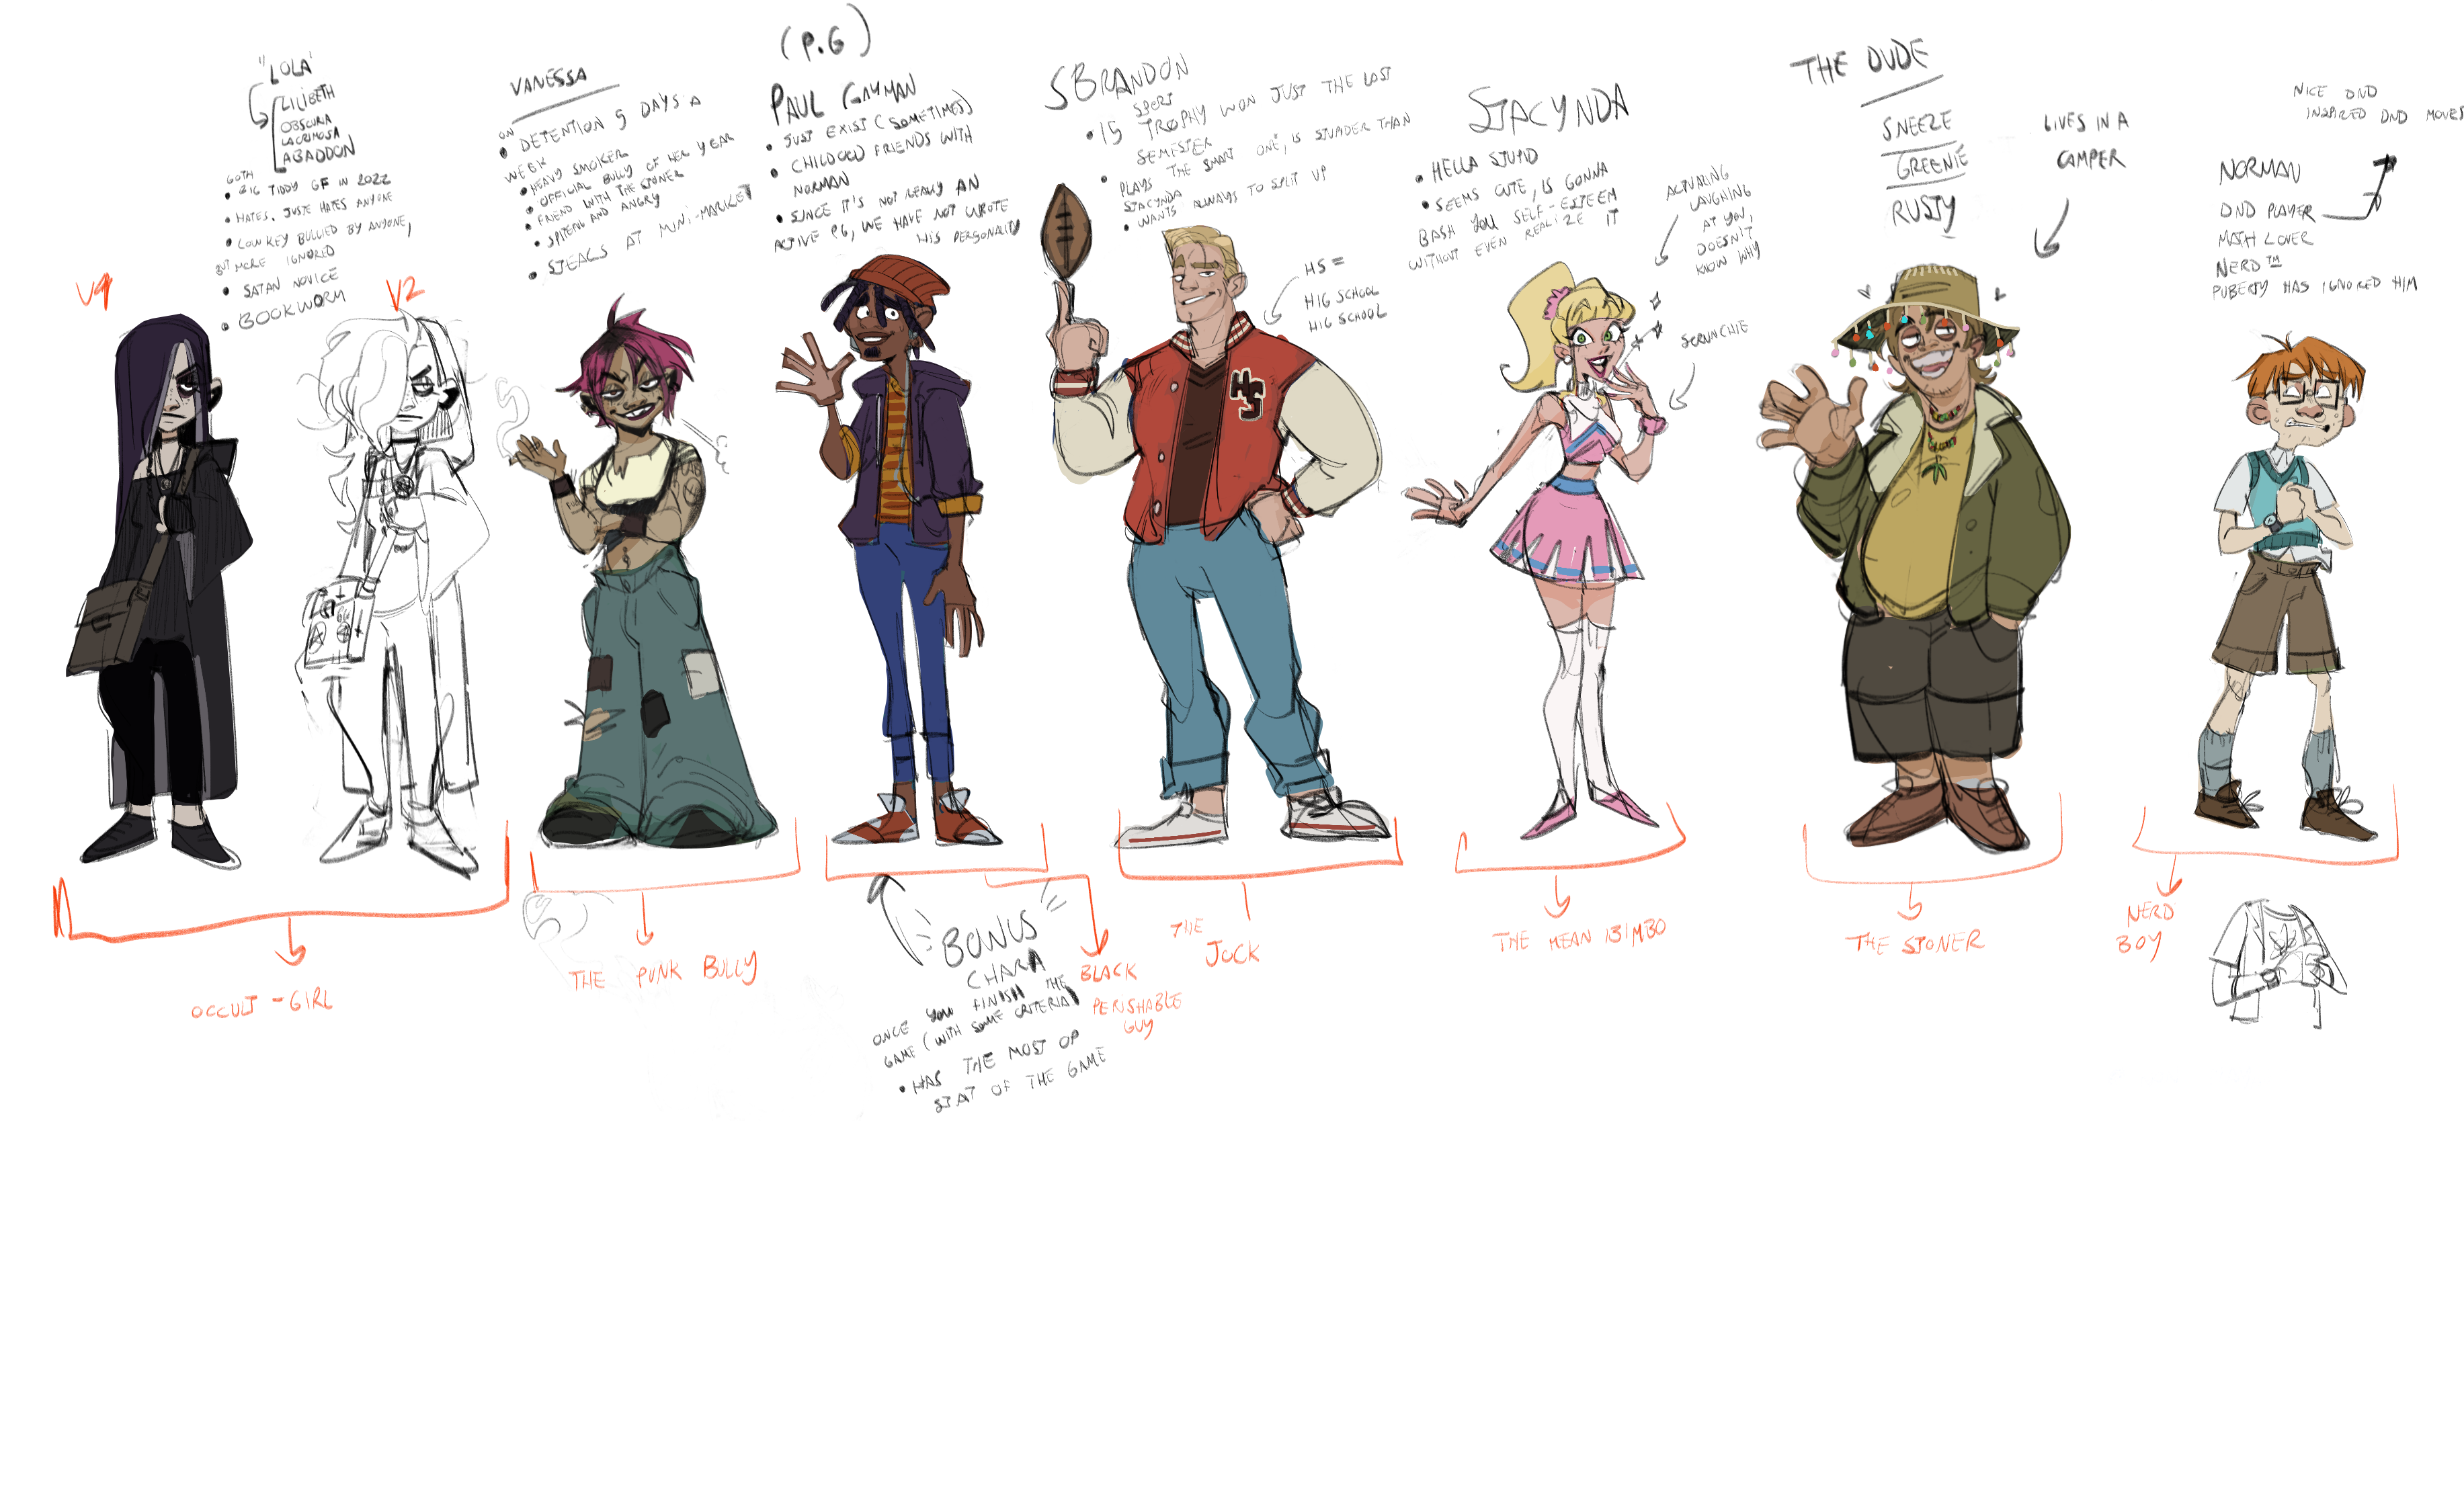 "LOLA"
LILIBETH
OBSCURIA
LACRIMOSA
ABADDON
GOTH
• BIG TIDDY GF IN 2022
• HATES. JUSTE HATES ANYONE
• LOWKEY BULLIED BY ANYONE,
BUT MORE IGNORED
• SATAN NOVICE
• BOOKWORM
V1
V2
OCCULT-GIRL
VANESSA
ON
• DETENTION 5 DAYS A
WEEK
• HEAVY SMOKER
• OFFICIAL BULLY OF HER YEAR
• FRIEND WITH THE STONER
• SPITEFUL AND ANGRY
• STEALS AT MINI-MARKET
THE PUNK BULLY
(P.G)
PAUL GAYMAN
• JUST EXIST (SOMETIMES)
• CHILDOOD FRIENDS WITH
NORMAN
• SINCE IT'S NOT REALLY AN
ACTIVE PG, WE HAVE NOT WROTE
HIS PERSONALITY
BONUS
CHARA
ONCE YOU FINISH THE
GAME (WITH SOME CRITERIA)
• HAS THE MOST OP
STAT OF THE GAME
BLACK
PERISHABLE
GUY
SBRANDON
SPORT
• 15 TROPHY WON JUST THE LAST
SEMESTER
• PLAYS THE SMART ONE, IS STUPIDER THAN
STACYNDA
• WANTS ALWAYS TO SPLIT UP
HS =
HIG SCHOOL
HIG SCHOOL
HS
THE
JOCK
STACYNDA
• HELLA STUPID
• SEEMS CUTE, IS GONNA
BASH YOU SELF-ESTEEM
WITHOUT EVEN REALIZE IT
LAUGHING
AT YOU,
DOESN'T
KNOW WHY
SCRUNCHIE
THE MEAN BIMBO
THE DUDE
SNEEZE
GREENIE
RUSTY
LIVES IN A
CAMPER
THE STONER
NICE DND
INSPIRED DND MOVES
NORMAN
DND PLAYER
MATH LOVER
NERD™
PUBERTY HAS IGNORED HIM
NERD
BOY